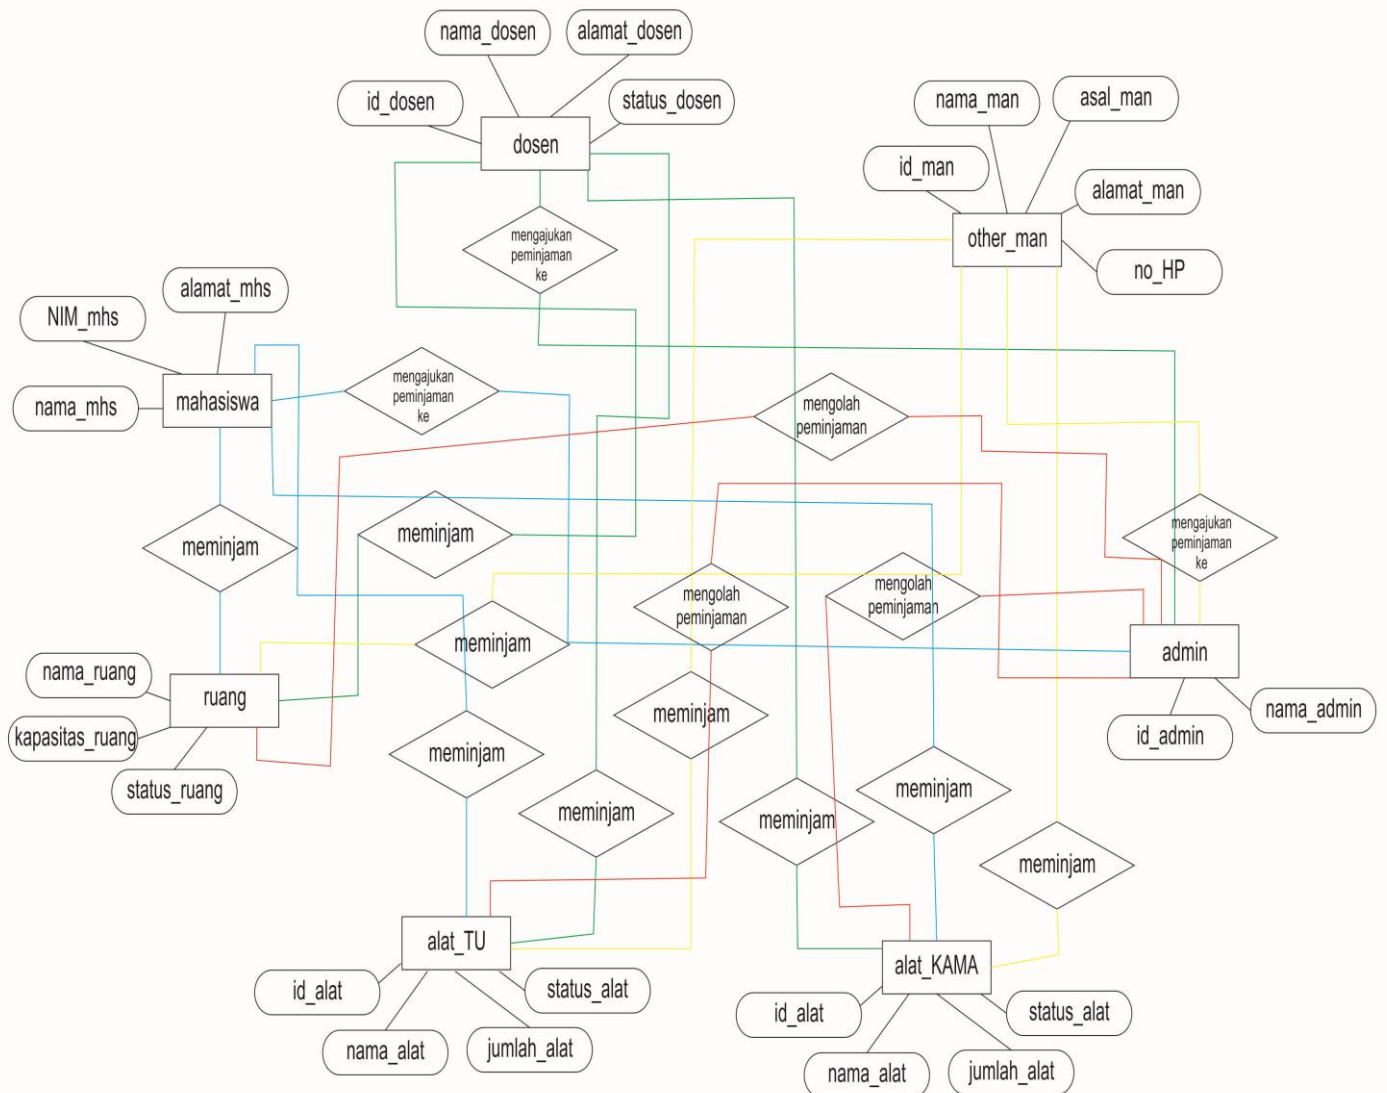 nama_dosen
alamat_dosen
id_dosen
status_dosen
dosen
nama_man
asal_man
id_man
alamat_man
other_man
no_HP
mengajukan
peminjaman
ke
alamat_mhs
NIM_mhs
mahasiswa
nama_mhs
mengajukan
peminjaman
ke
mengolah
peminjaman
meminjam
meminjam
mengajukan
peminjaman
ke
mengolah
peminjaman
mengolah
peminjaman
meminjam
admin
nama_ruang
ruang
kapasitas_ruang
status_ruang
meminjam
nama_admin
id_admin
meminjam
meminjam
meminjam
meminjam
meminjam
alat_TU
id_alat
status_alat
nama_alat
jumlah_alat
alat_KAMA
id_alat
status_alat
nama_alat
jumlah_alat